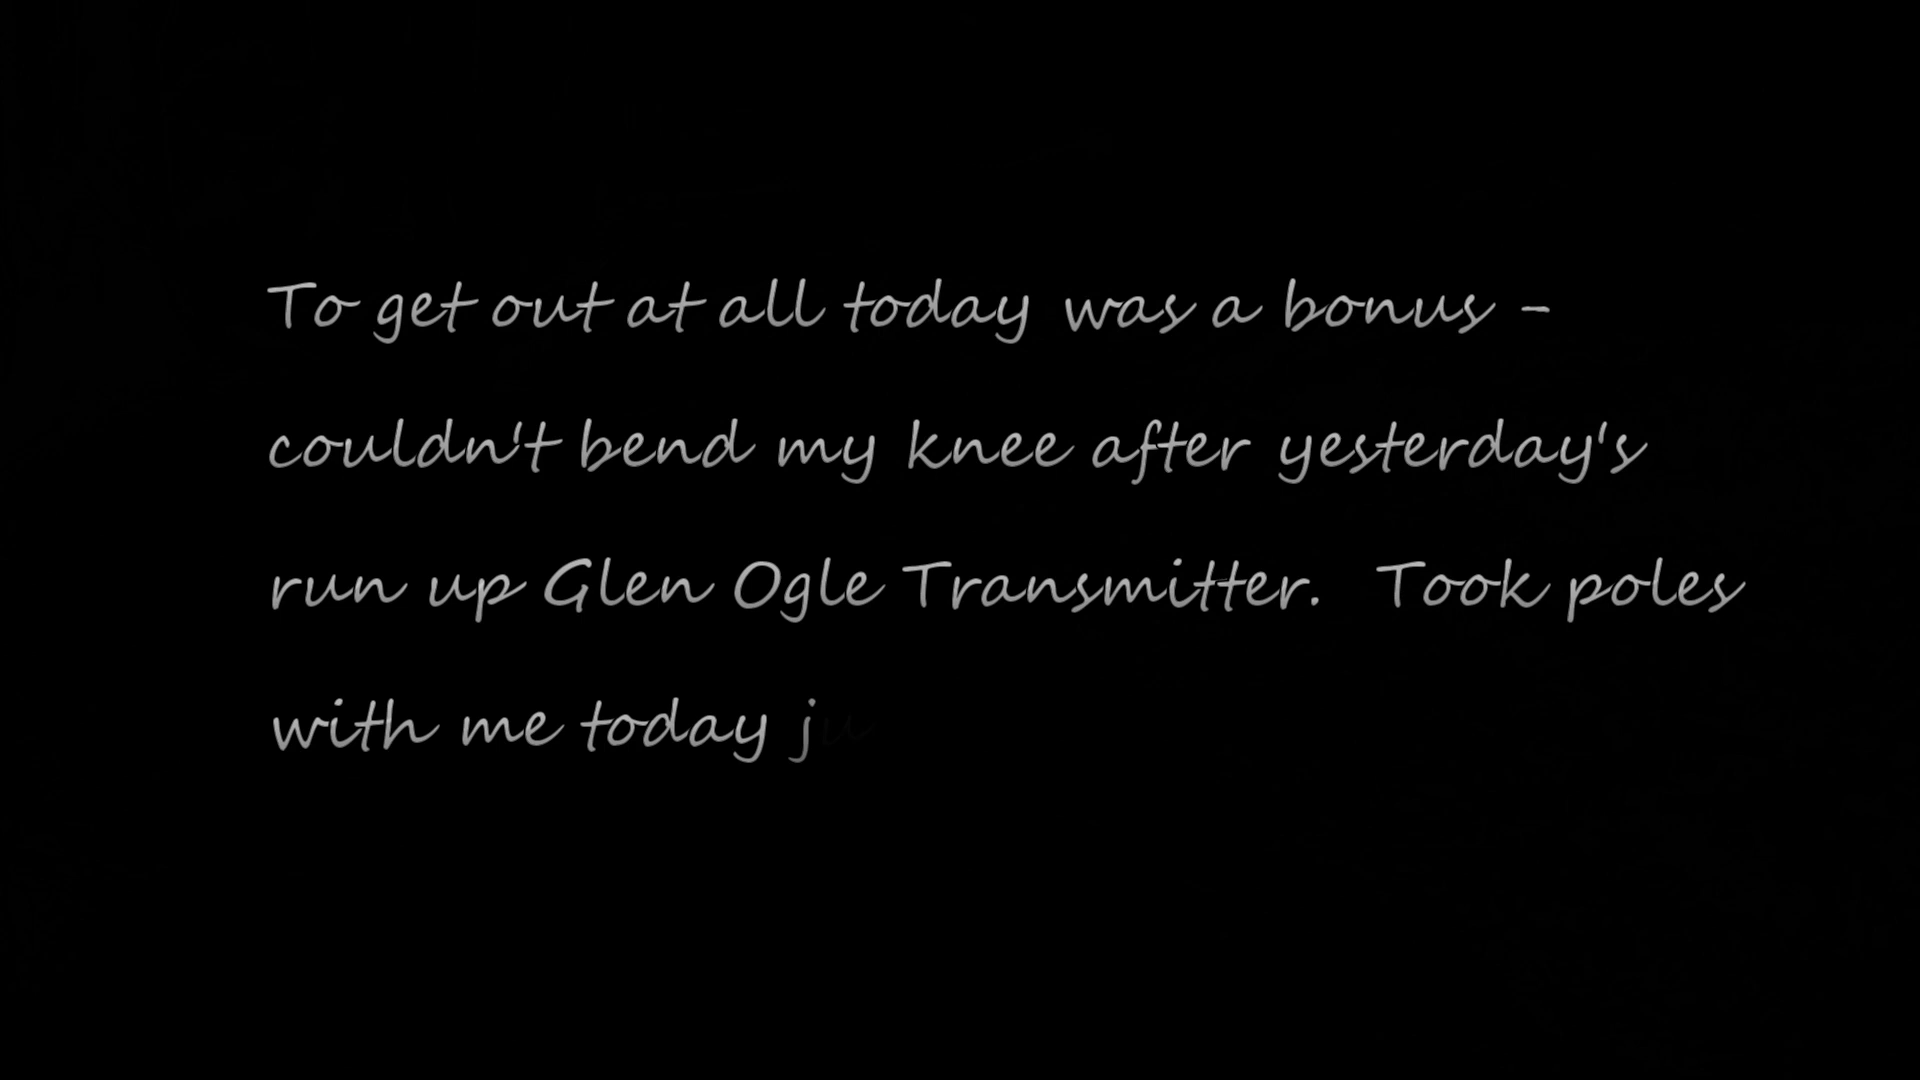 To get out at all today was a bonus -
couldn't bend my knee after yesterday's
run up Glen Ogle Transmitter.  Took poles
with me today ju